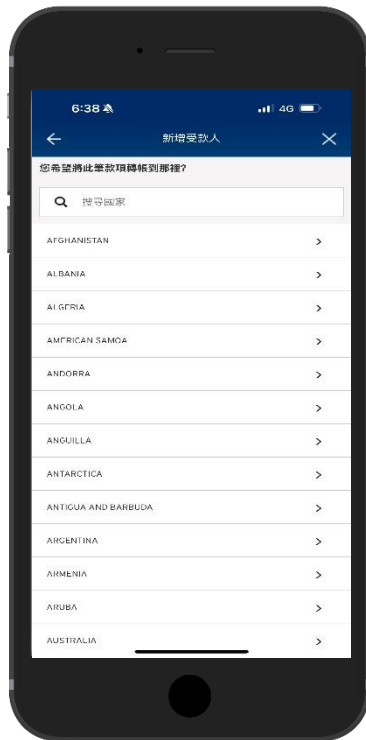 6:38 4G
新增受款人
您希望將此筆款項轉帳到那裡?
搜尋國家
AFGHANISTAN
ALBANIA
ALGERIA
AMERICAN SAMOA
ANDORRA
ANGOLA
ANGUILLA
ANTARCTICA
ANTIGUA AND BARBUDA
ARGENTINA
ARMENIA
ARUBA
AUSTRALIA